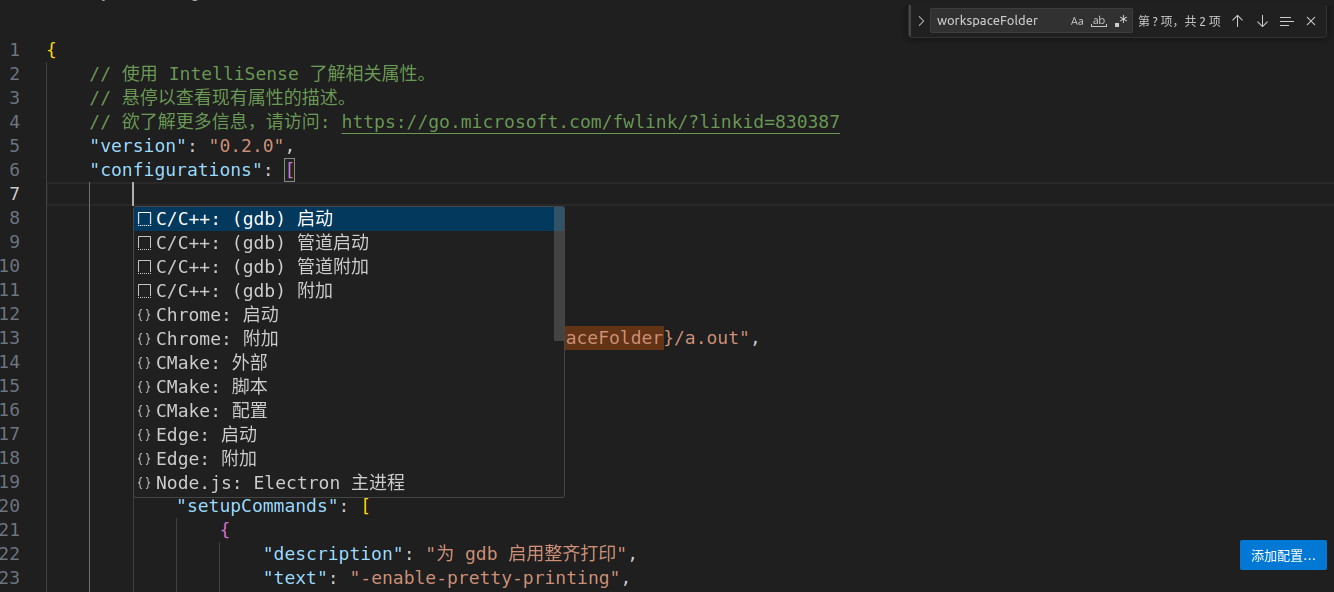 workspaceFolder
Aa
ab
.*
第?项，共2项
1 {
2 // 使用 IntelliSense 了解相关属性。
3 // 悬停以查看现有属性的描述。
4 // 欲了解更多信息，请访问: https://go.microsoft.com/fwlink/?linkid=830387
5 "version": "0.2.0",
6 "configurations": [
7
8 C/C++: (gdb) 启动
9 C/C++: (gdb) 管道启动
10 C/C++: (gdb) 管道附加
11 C/C++: (gdb) 附加
12 {} Chrome: 启动
13 {} Chrome: 附加 aceFolder}/a.out",
14 {} CMake: 外部
15 {} CMake: 脚本
16 {} CMake: 配置
17 {} Edge: 启动
18 {} Edge: 附加
19 {} Node.js: Electron 主进程
20 "setupCommands": [
21 {
22 "description": "为 gdb 启用整齐打印",
添加配置...
23 "text": "-enable-pretty-printing",